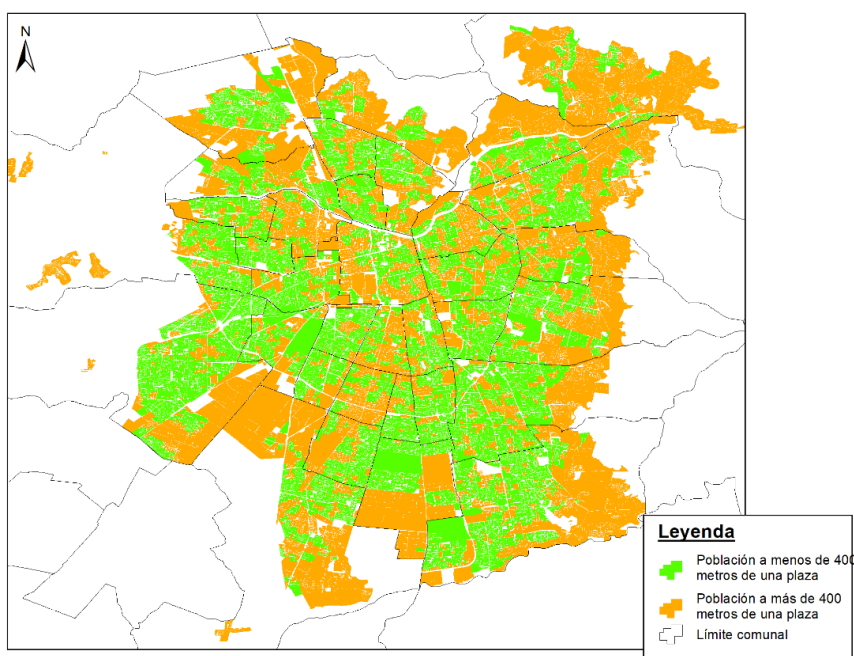 N
Leyenda
Población a menos de 400
metros de una plaza
Población a más de 400
metros de una plaza
Límite comunal